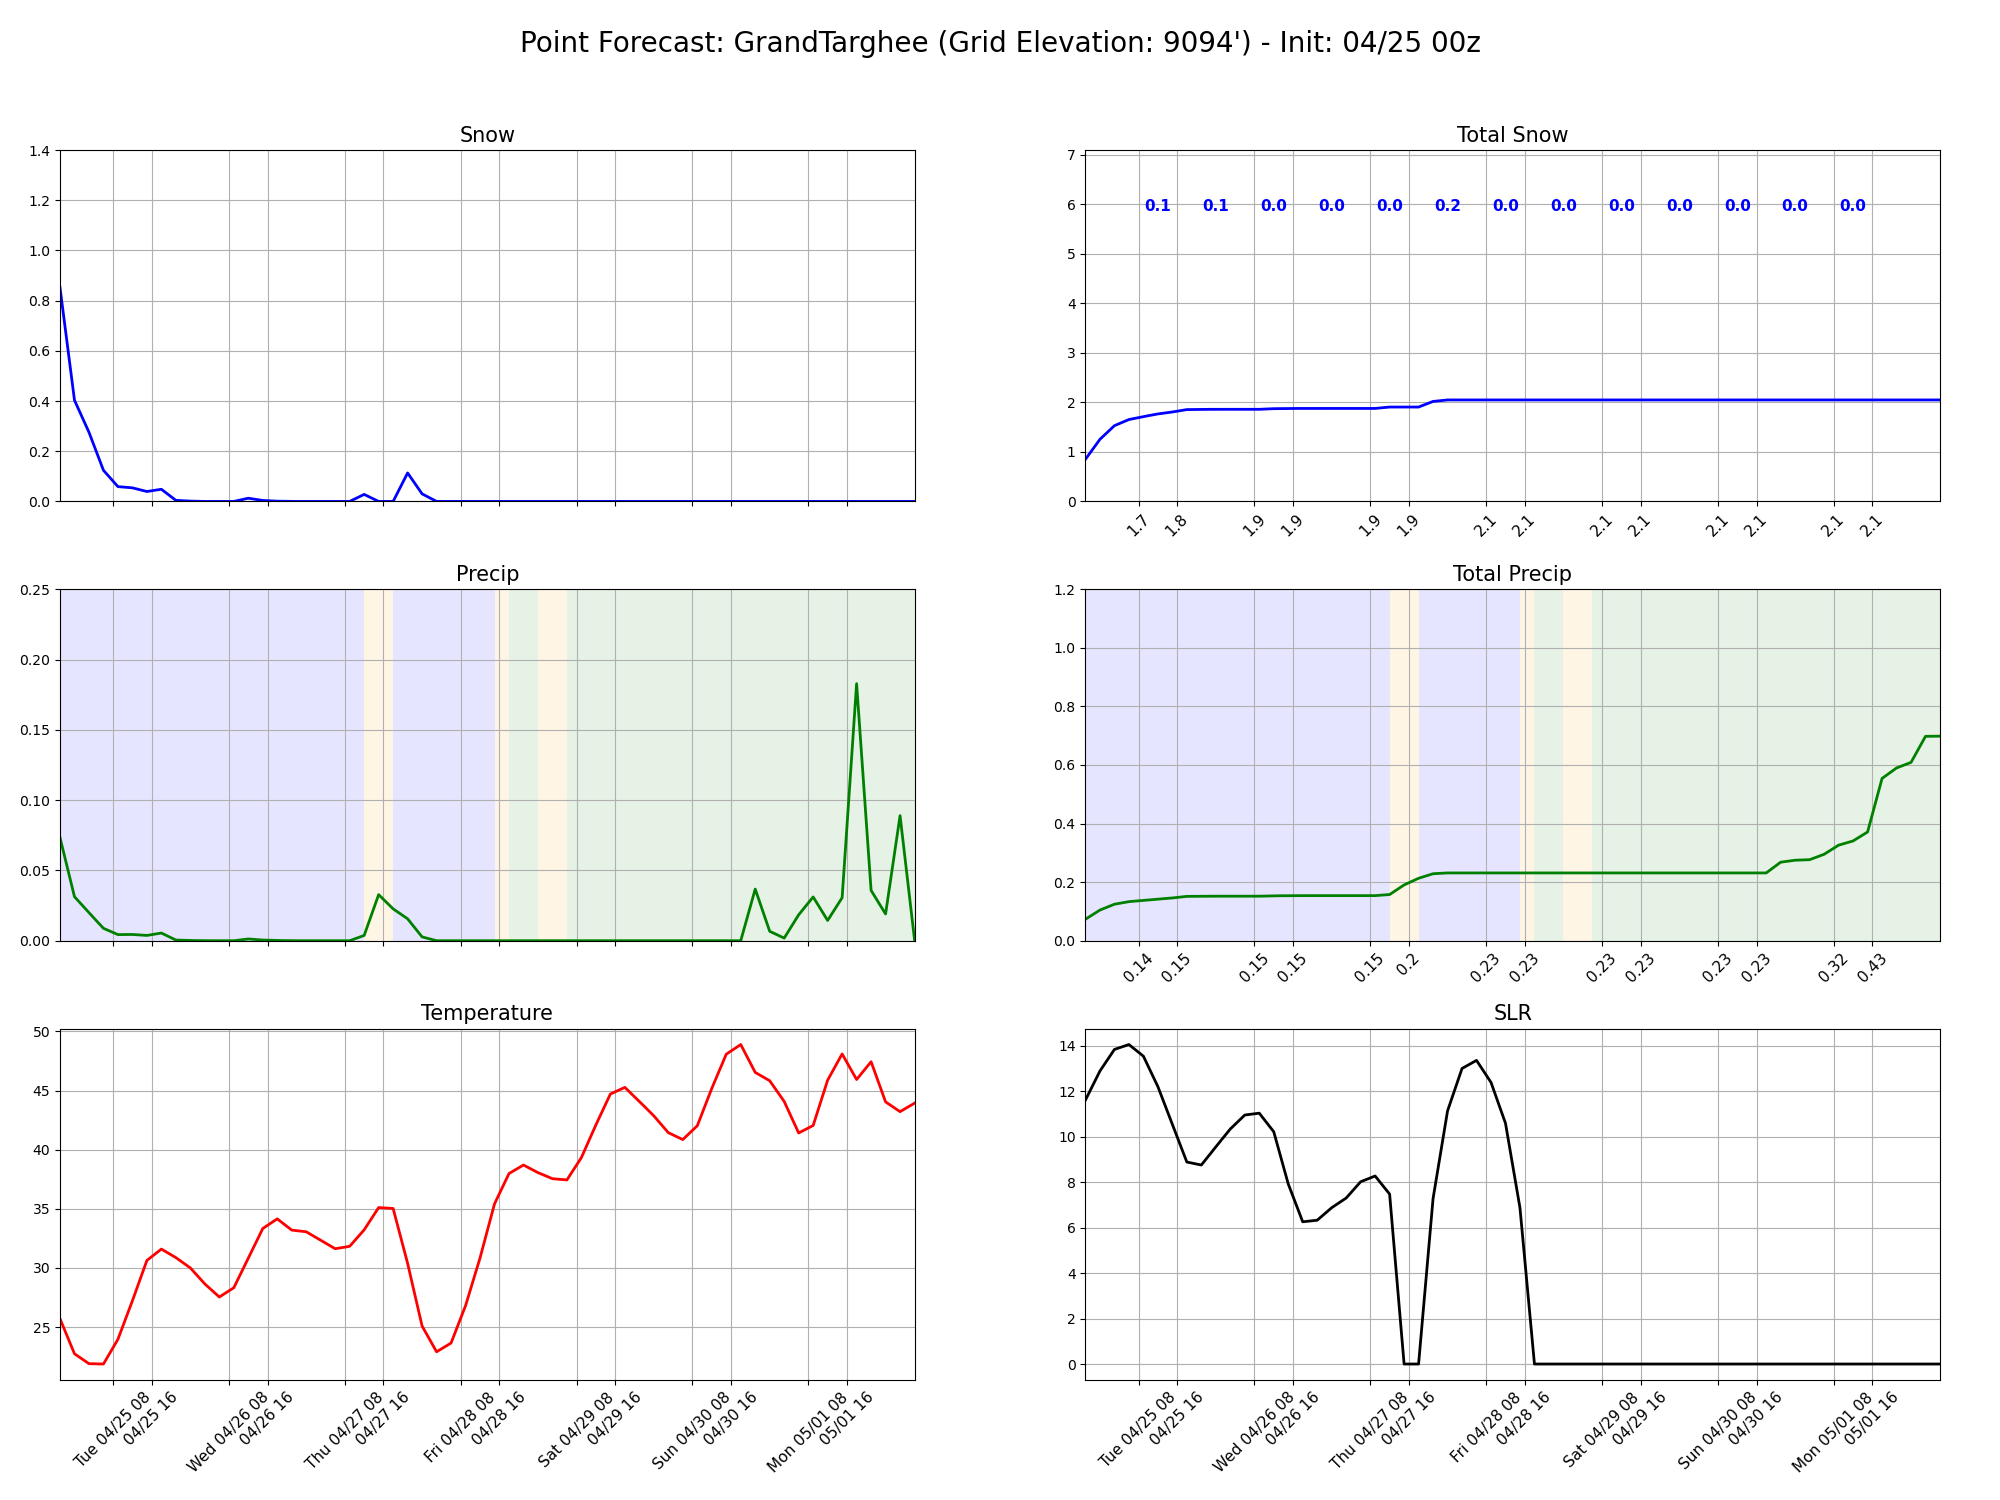 Point Forecast: GrandTarghee (Grid Elevation: 9094') - Init: 04/25 00z
Snow
1.4
1.2
1.0
0.8
0.6
0.4
0.2
0.0
Total Snow
7
6
5
4
3
2
1
0
0.1 0.1 0.0 0.0 0.0 0.2 0.0 0.0 0.0 0.0 0.0 0.0 0.0
1.7 1.8 1.9 1.9 1.9 1.9 2.1 2.1 2.1 2.1 2.1 2.1 2.1 2.1
Precip
0.25
0.20
0.15
0.10
0.05
0.00
Total Precip
1.2
1.0
0.8
0.6
0.4
0.2
0.0
0.14 0.15 0.15 0.15 0.15 0.2 0.23 0.23 0.23 0.23 0.23 0.23 0.32 0.43
Temperature
50
45
40
35
30
25
Tue 04/25 08
04/25 16
Wed 04/26 08
04/26 16
Thu 04/27 08
04/27 16
Fri 04/28 08
04/28 16
Sat 04/29 08
04/29 16
Sun 04/30 08
04/30 16
Mon 05/01 08
05/01 16
SLR
14
12
10
8
6
4
2
0
Tue 04/25 08
04/25 16
Wed 04/26 08
04/26 16
Thu 04/27 08
04/27 16
Fri 04/28 08
04/28 16
Sat 04/29 08
04/29 16
Sun 04/30 08
04/30 16
Mon 05/01 08
05/01 16